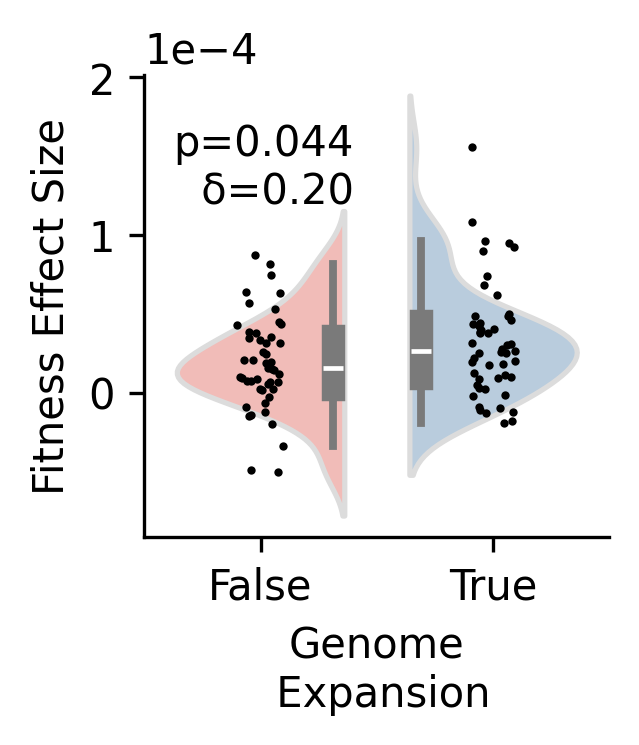 1e−4
2
p=0.044
δ=0.20
1
0
Fitness Effect Size
False
True
Genome
Expansion